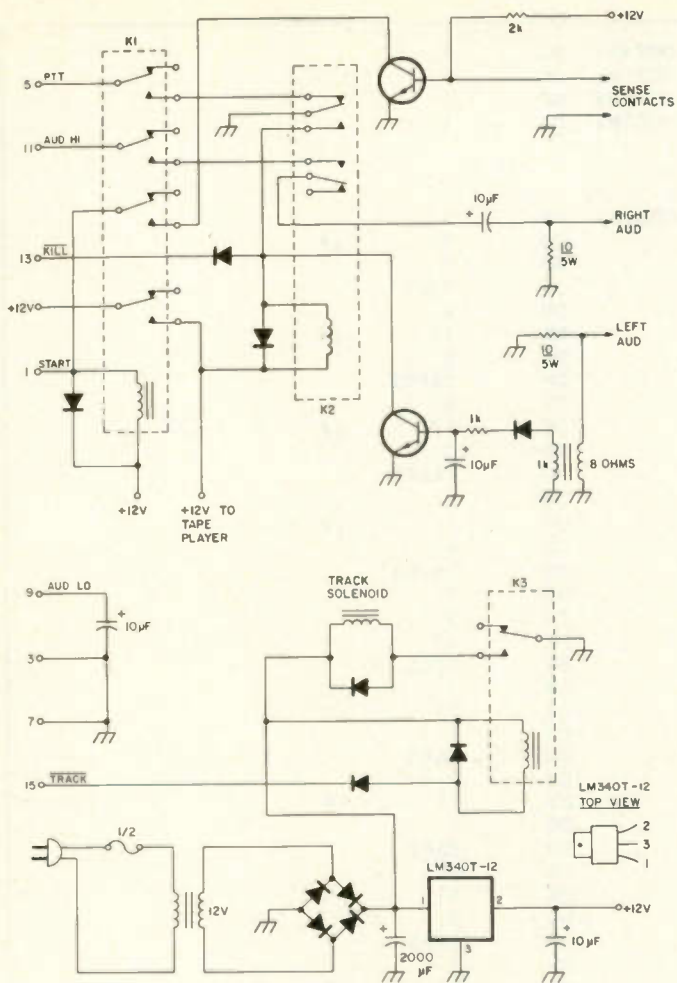 K1
+12V
2k
5 PTT
SENSE
CONTACTS
11 AUD HI
10µF
+
RIGHT
AUD
13 KILL
10
5W
+12V
LEFT
AUD
10
5W
1 START
K2
1k
+
10µF
1k
8 OHMS
+12V
+12V TO
TAPE
PLAYER
TRACK
SOLENOID
K3
9 AUD LO
+
10µF
3
7
15 TRACK
LM340T-12
TOP VIEW
2
3
1
1/2
12V
LM340T-12
1
2
3
+12V
+
2000
µF
+
10µF